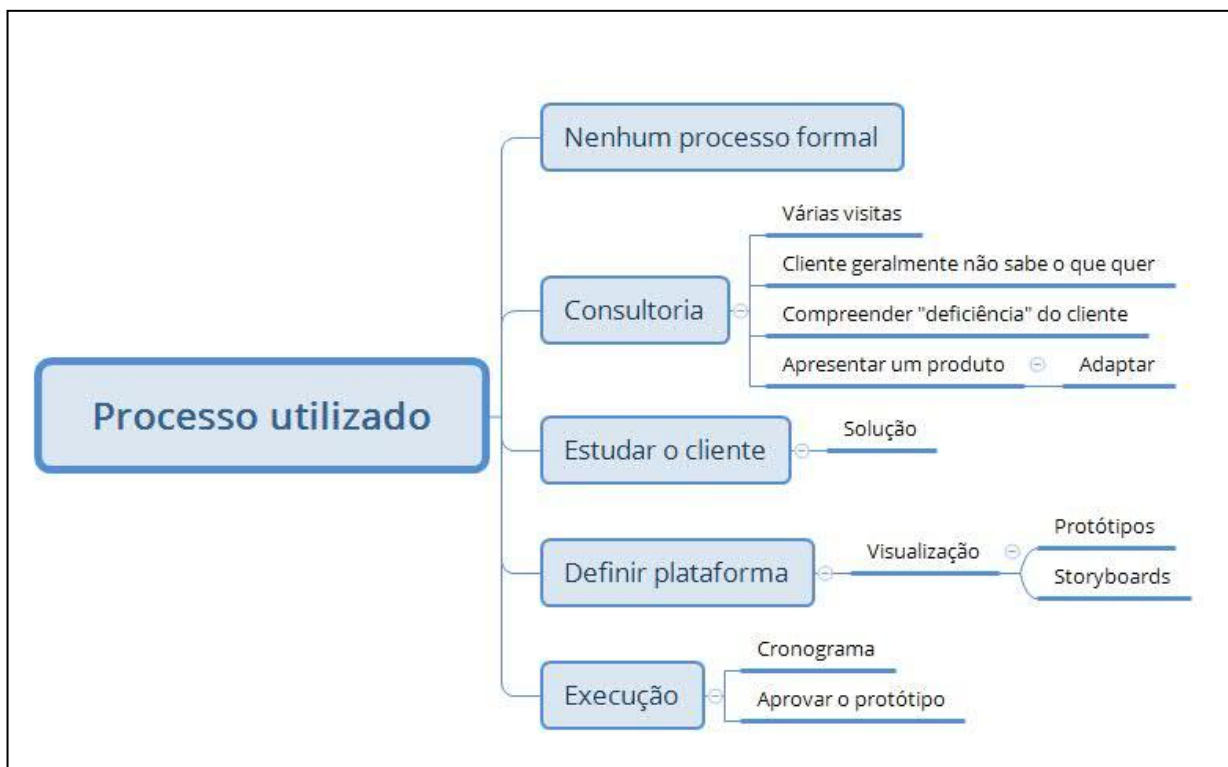 Processo utilizado
Nenhum processo formal
Consultoria
Várias visitas
Cliente geralmente não sabe o que quer
Compreender "deficiência" do cliente
Apresentar um produto
Adaptar
Estudar o cliente
Solução
Definir plataforma
Visualização
Protótipos
Storyboards
Execução
Cronograma
Aprovar o protótipo